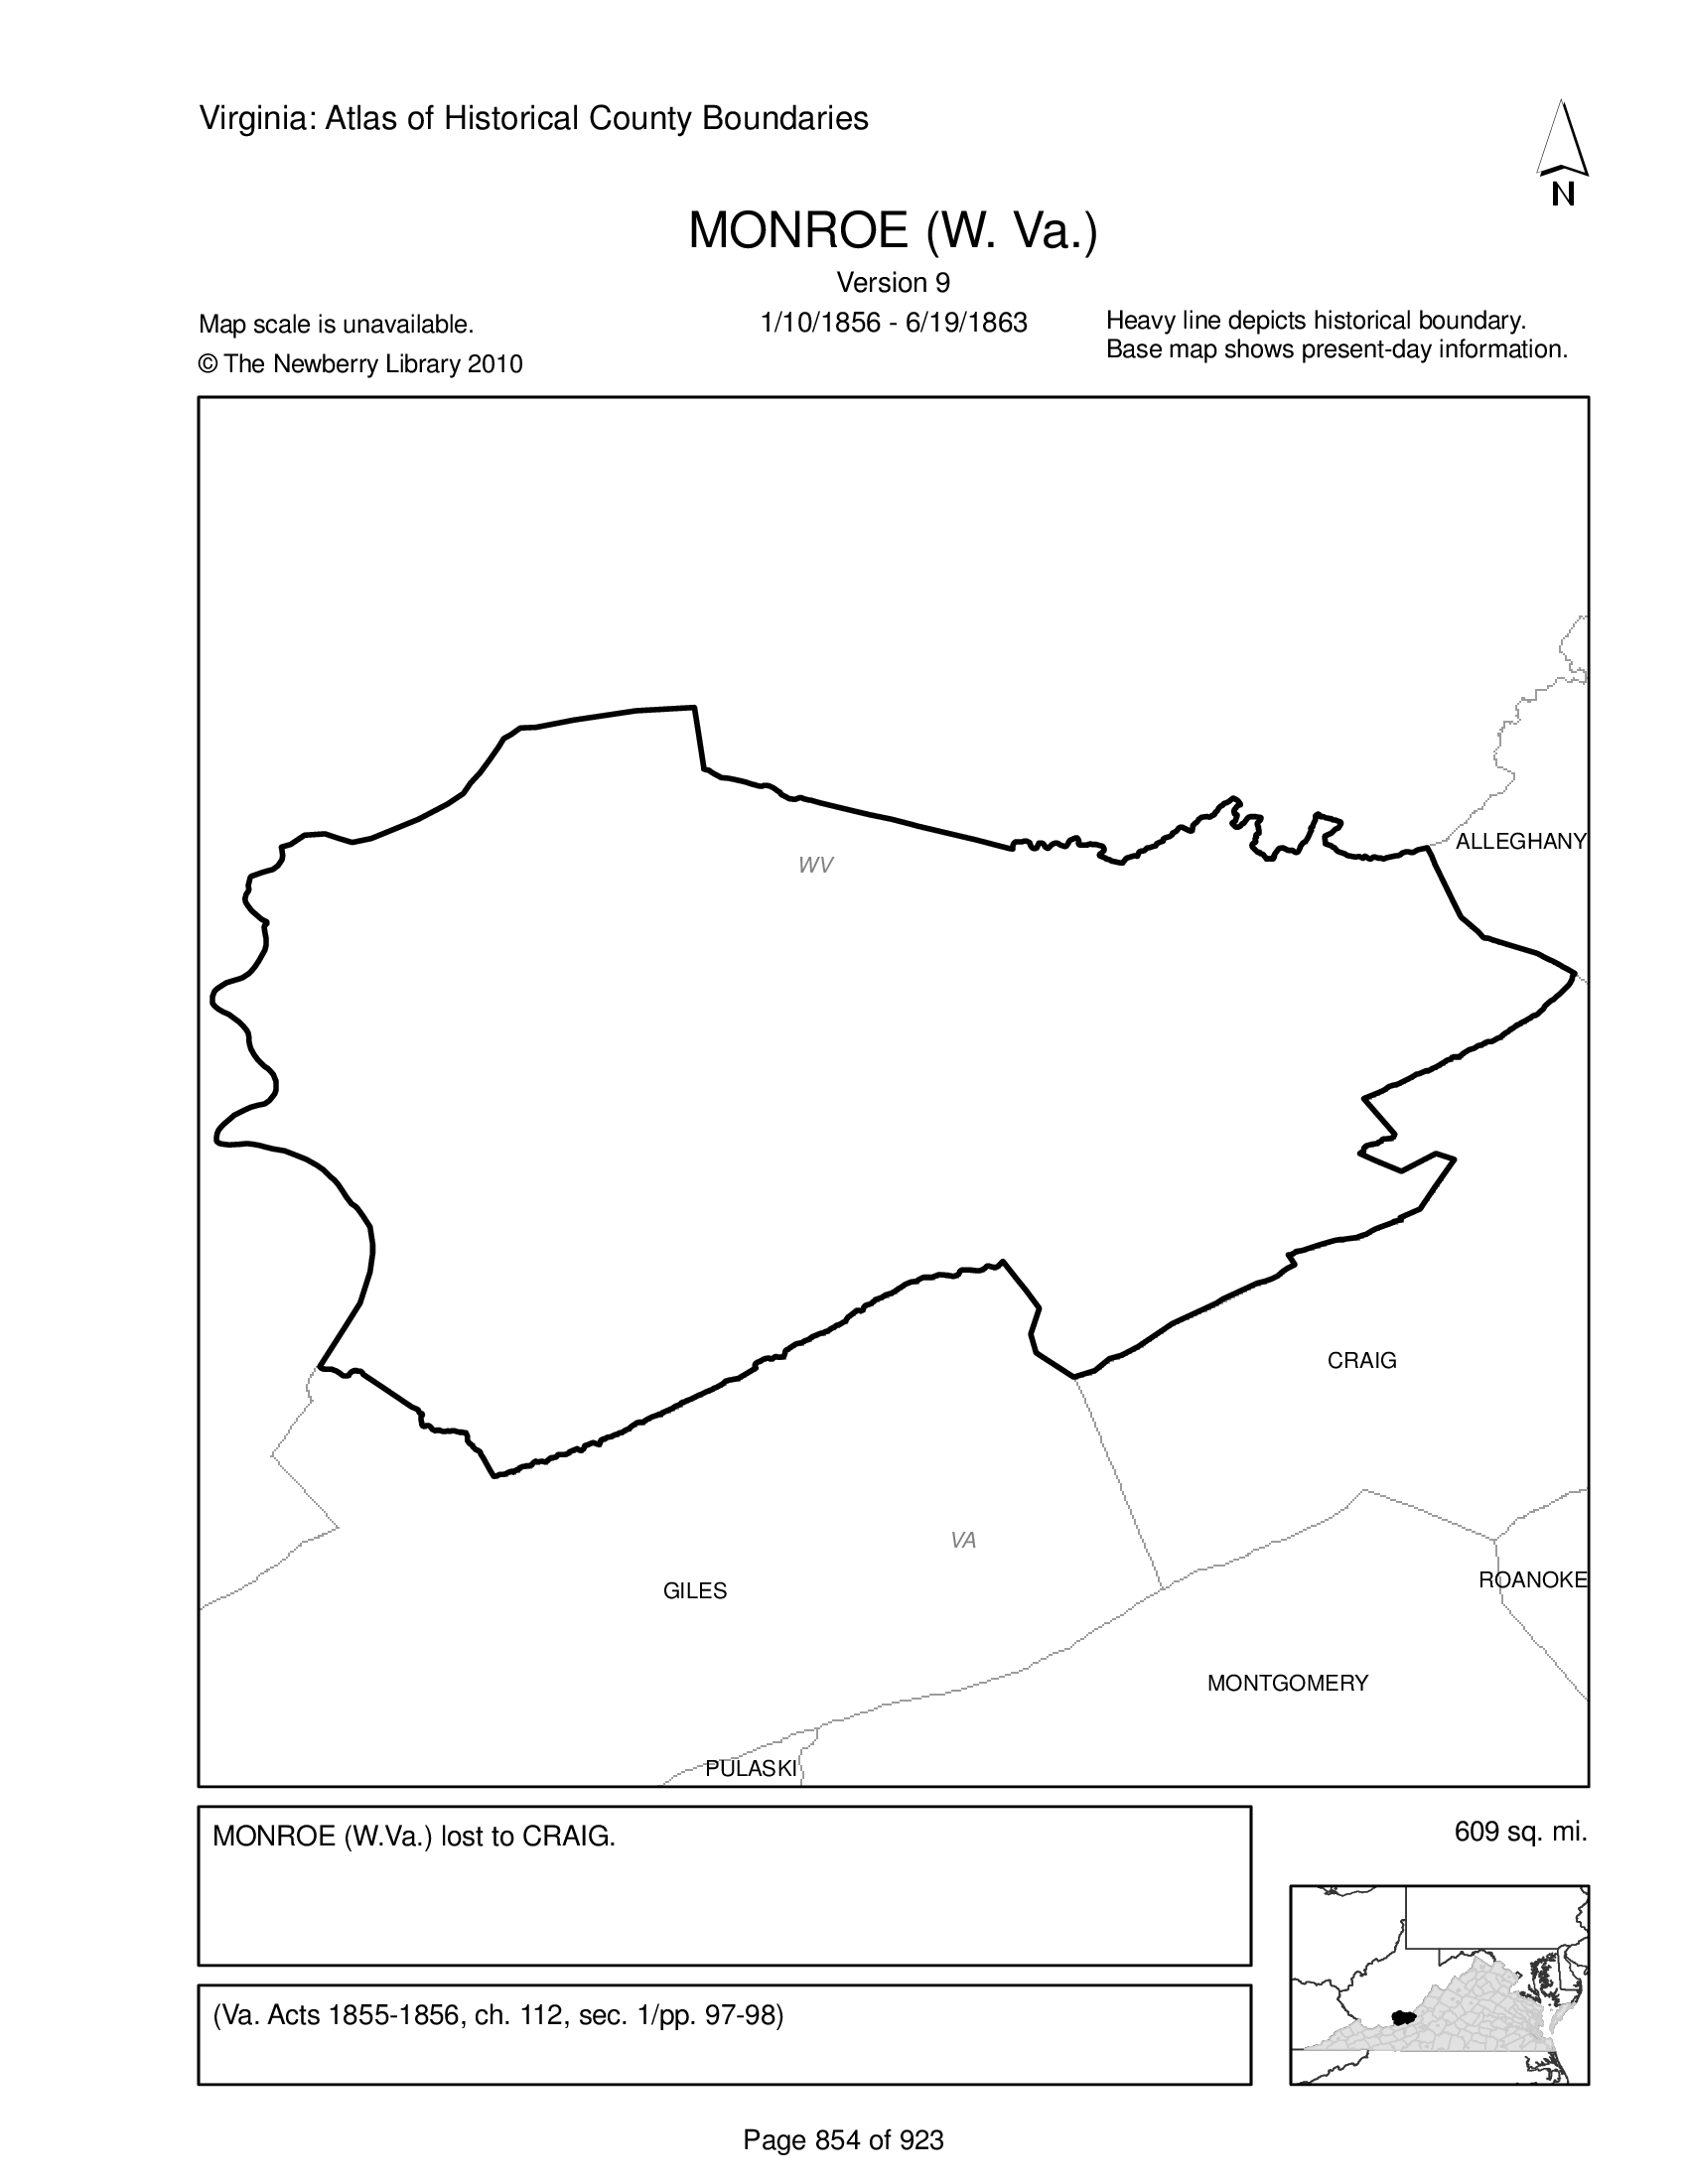 Virginia: Atlas of Historical County Boundaries
N
MONROE (W. Va.)
Version 9
Map scale is unavailable.
1/10/1856 - 6/19/1863
Heavy line depicts historical boundary.
© The Newberry Library 2010
Base map shows present-day information.
ALLEGHANY
WV
CRAIG
VA
GILES
ROANOKE
MONTGOMERY
PULASKI
MONROE (W.Va.) lost to CRAIG.
609 sq. mi.
(Va. Acts 1855-1856, ch. 112, sec. 1/pp. 97-98)
Page 854 of 923